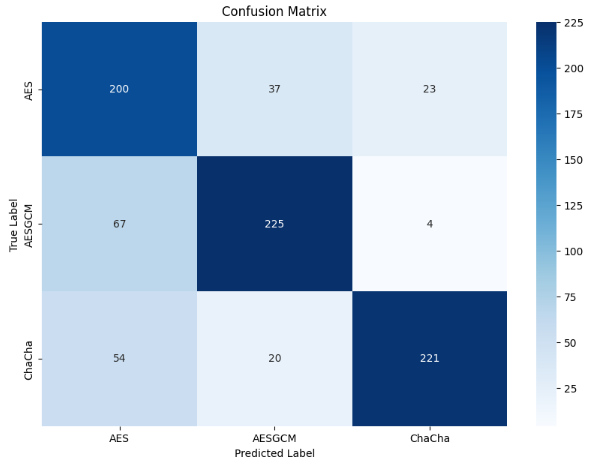 Confusion Matrix
AES
200
37
23
AESGCM
67
225
4
ChaCha
54
20
221
True Label
AES
AESGCM
ChaCha
Predicted Label
225
200
175
150
125
100
75
50
25